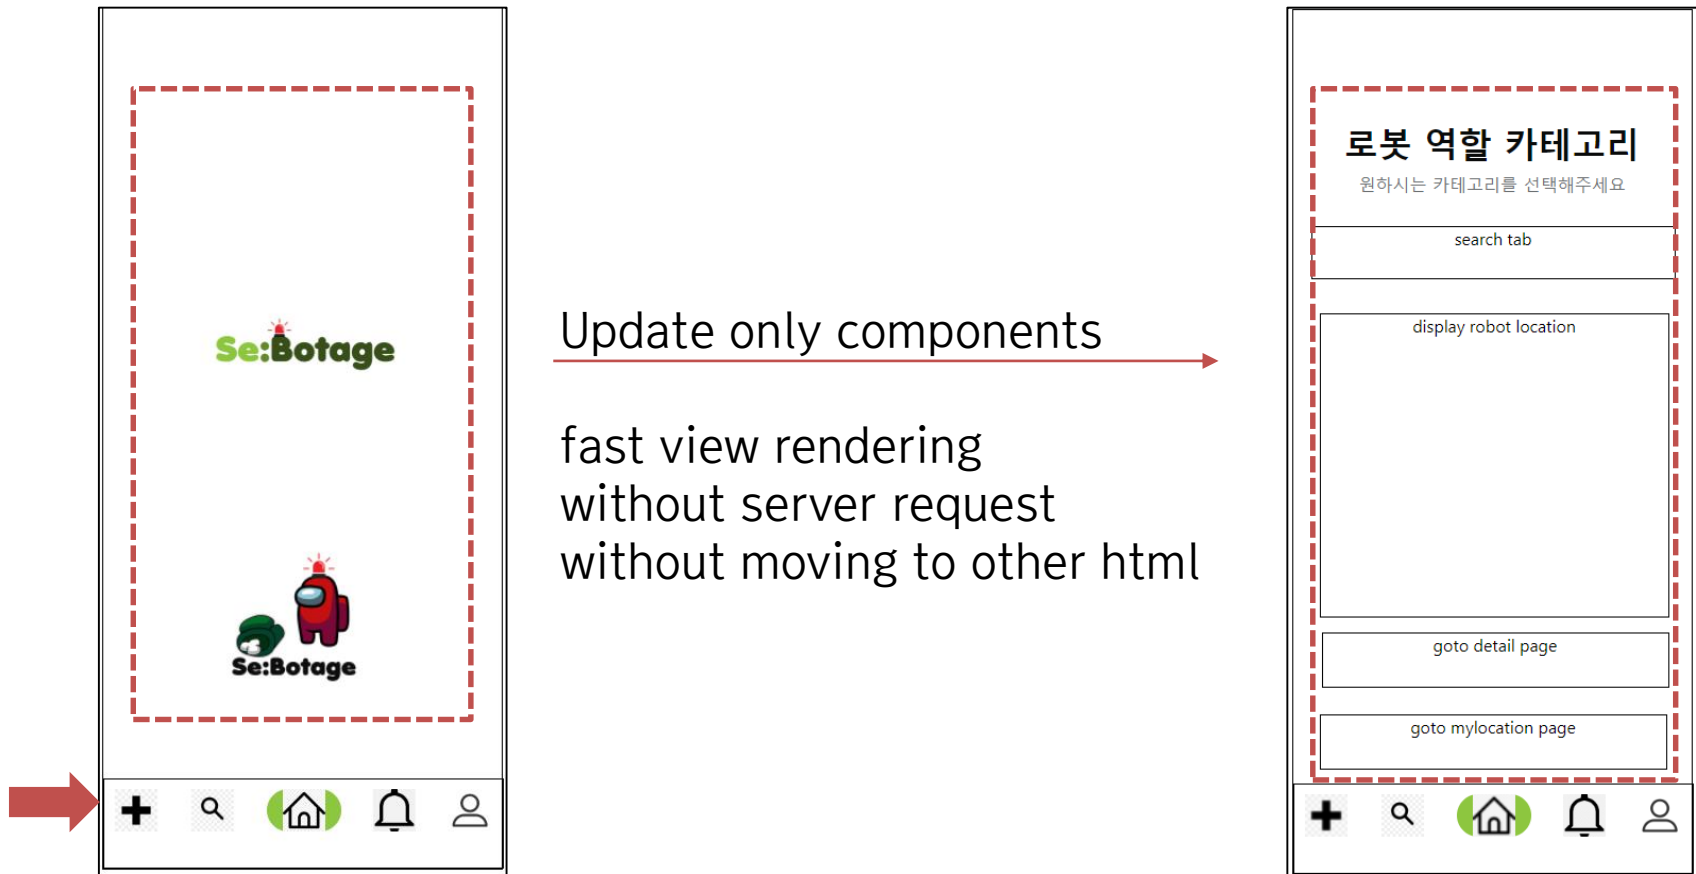 Se:Botage
Se:Botage
Update only components
fast view rendering
without server request
without moving to other html
로봇 역할 카테고리
원하시는 카테고리를 선택해주세요
search tab
display robot location
goto detail page
goto mylocation page